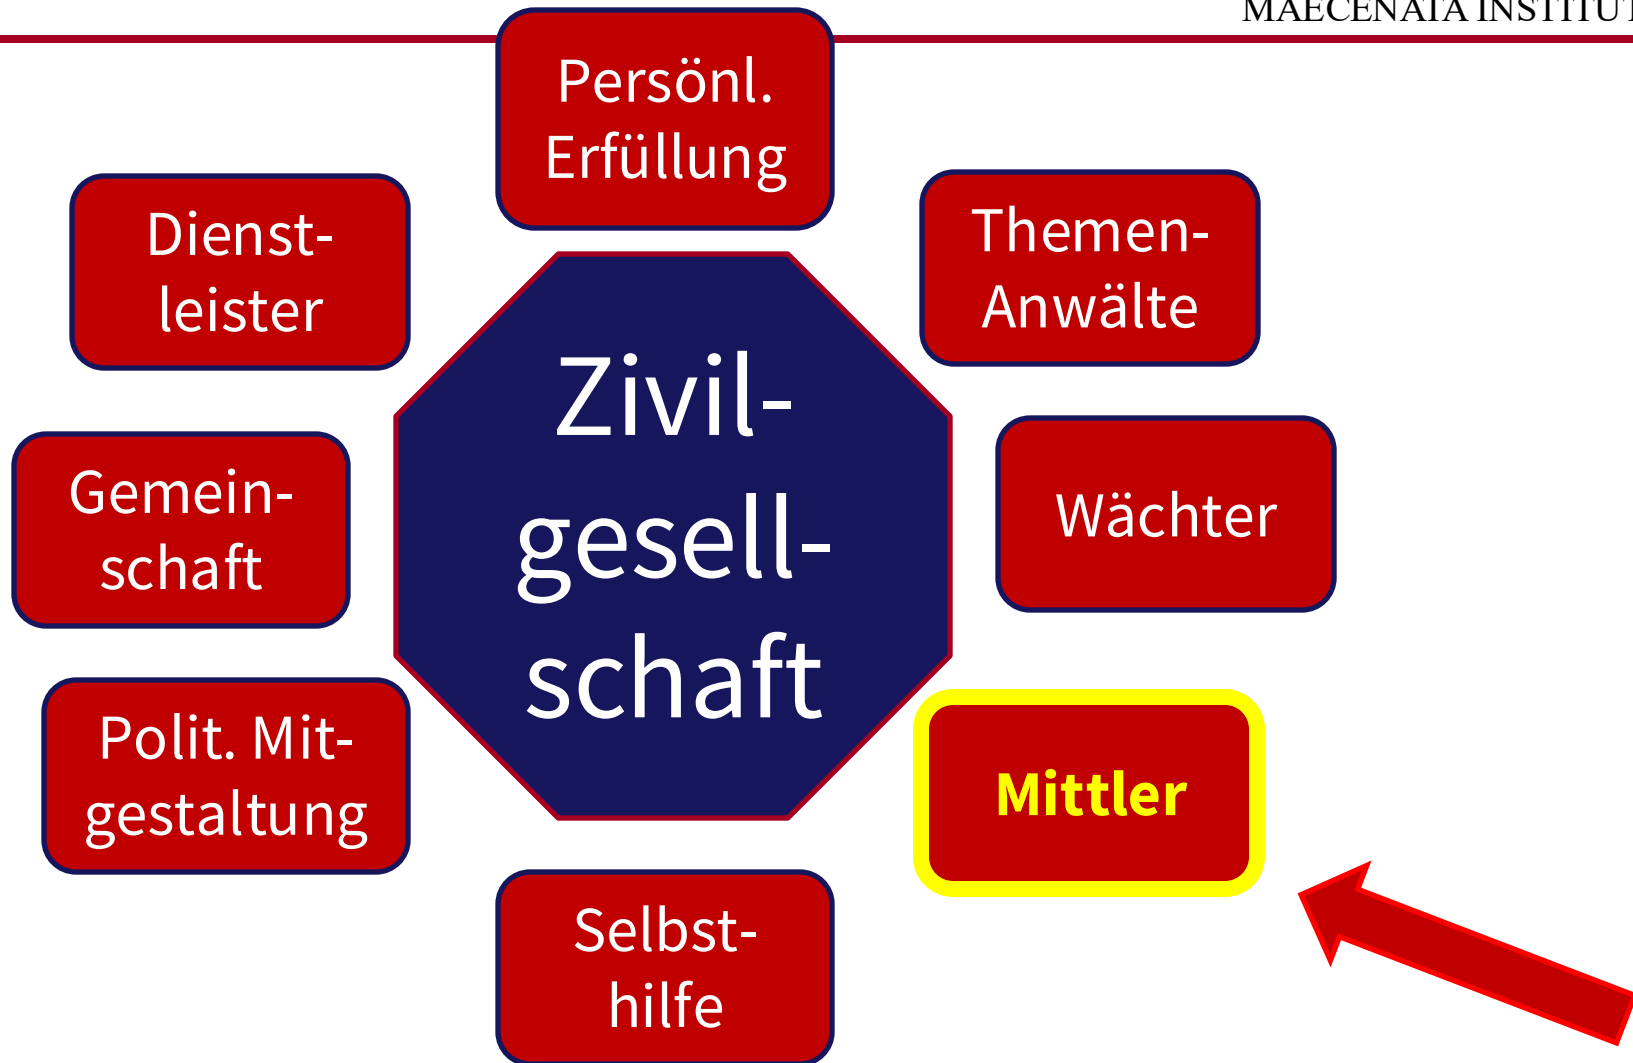 MAECENATA INSTITUT
Persönl.
Erfüllung
Dienst-
leister
Themen-
Anwälte
Zivil-
gesell-
schaft
Gemein-
schaft
Wächter
Polit. Mit-
gestaltung
Mittler
Selbst-
hilfe